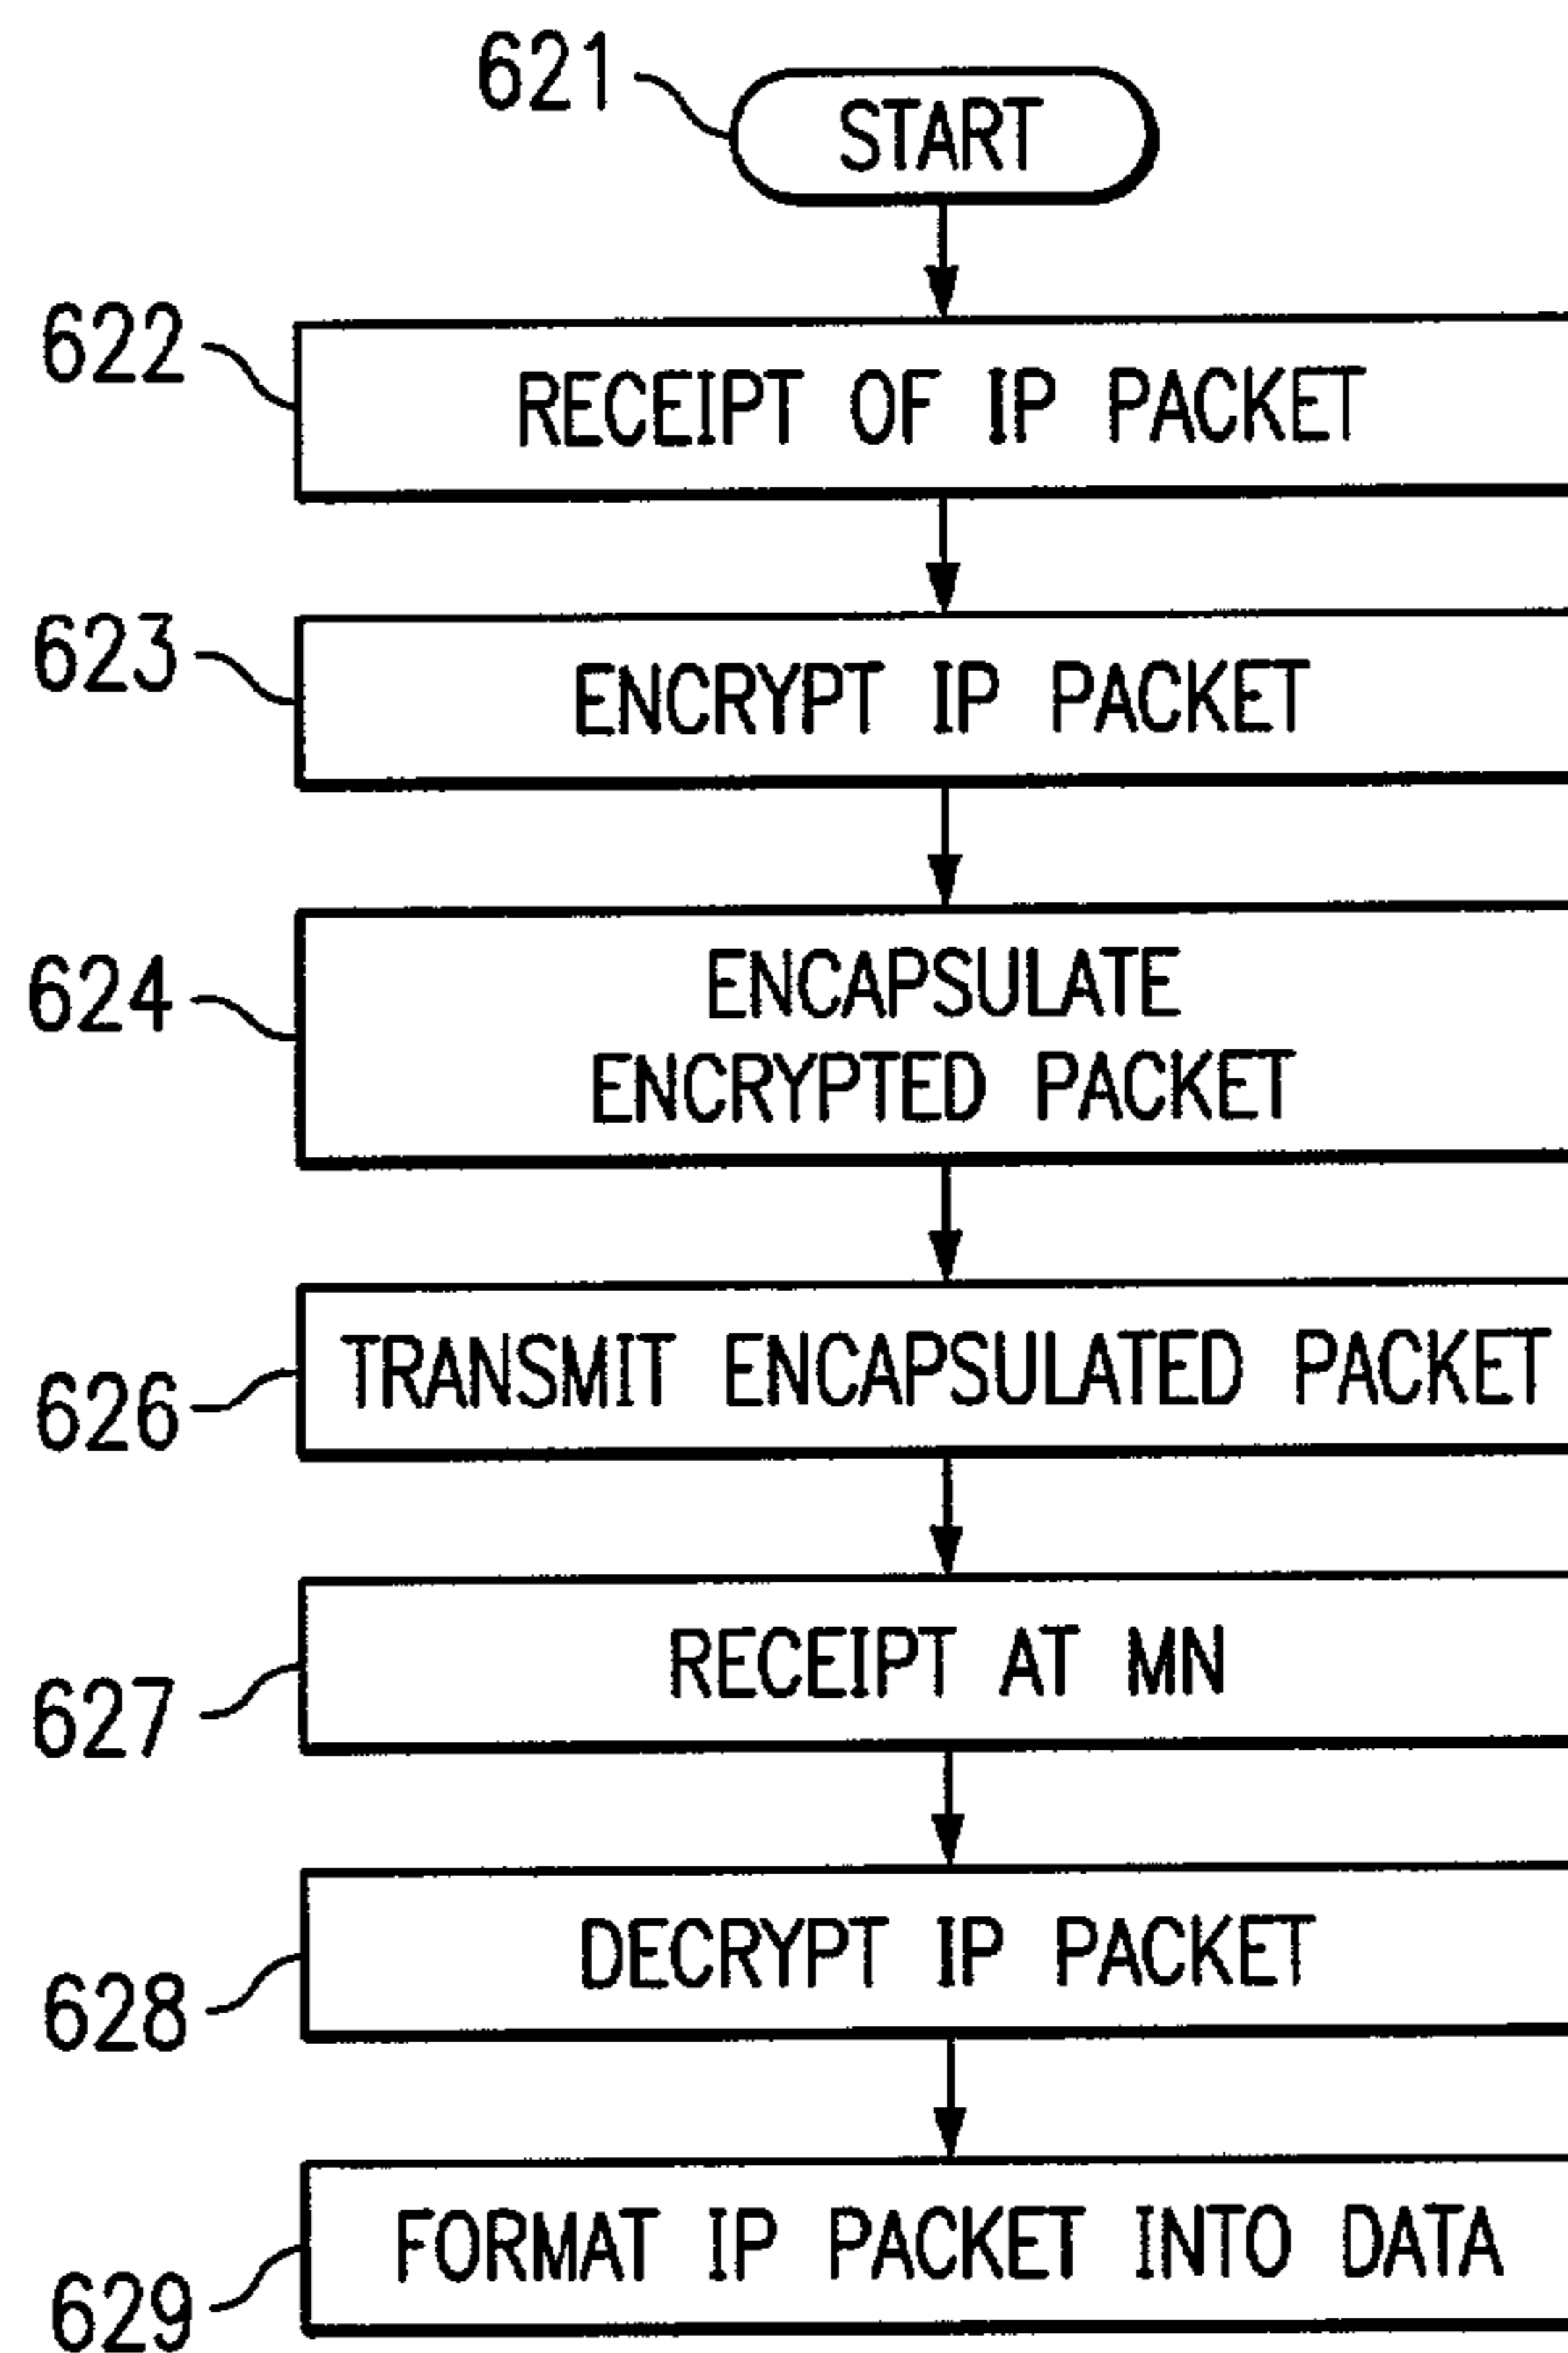 621
START
622
RECEIPT OF IP PACKET
623
ENCRYPT IP PACKET
624
ENCAPSULATE
ENCRYPTED PACKET
626
TRANSMIT ENCAPSULATED PACKET
627
RECEIPT AT MN
628
DECRYPT IP PACKET
629
FORMAT IP PACKET INTO DATA